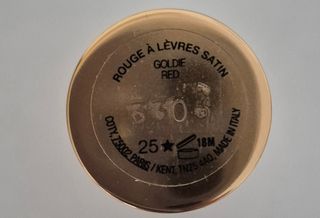 ROUGE À LÈVRES SATIN
GOLDIE
RED
25 ★ 18M
COTY, 75002, PARIS / KENT, TN25 4AQ, MADE IN ITALY